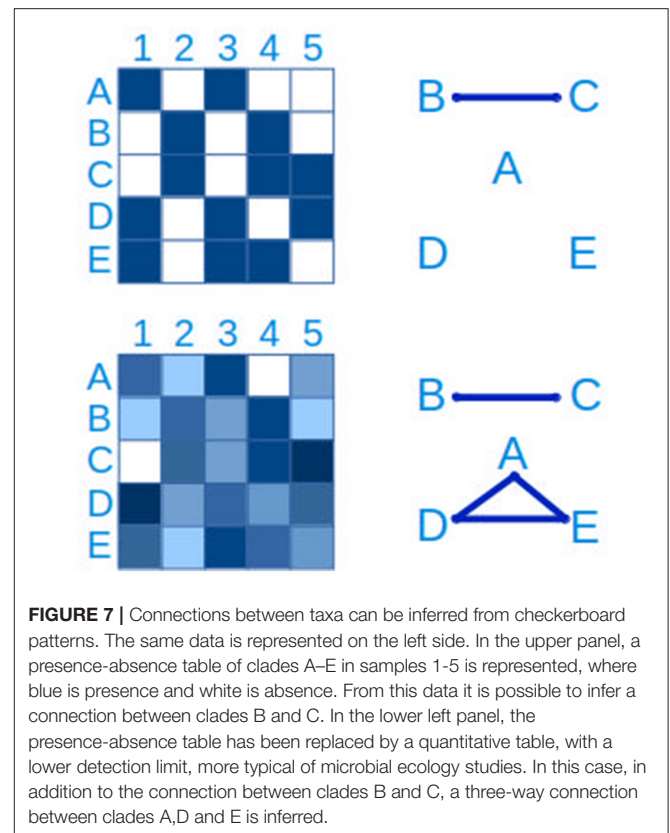 1 2 3 4 5
A
B
C
D
E
B C
A
D E
1 2 3 4 5
A
B
C
D
E
B C
A
D E
FIGURE 7 | Connections between taxa can be inferred from checkerboard
patterns. The same data is represented on the left side. In the upper panel, a
presence-absence table of clades A–E in samples 1-5 is represented, where
blue is presence and white is absence. From this data it is possible to infer a
connection between clades B and C. In the lower left panel, the
presence-absence table has been replaced by a quantitative table, with a
lower detection limit, more typical of microbial ecology studies. In this case, in
addition to the connection between clades B and C, a three-way connection
between clades A,D and E is inferred.